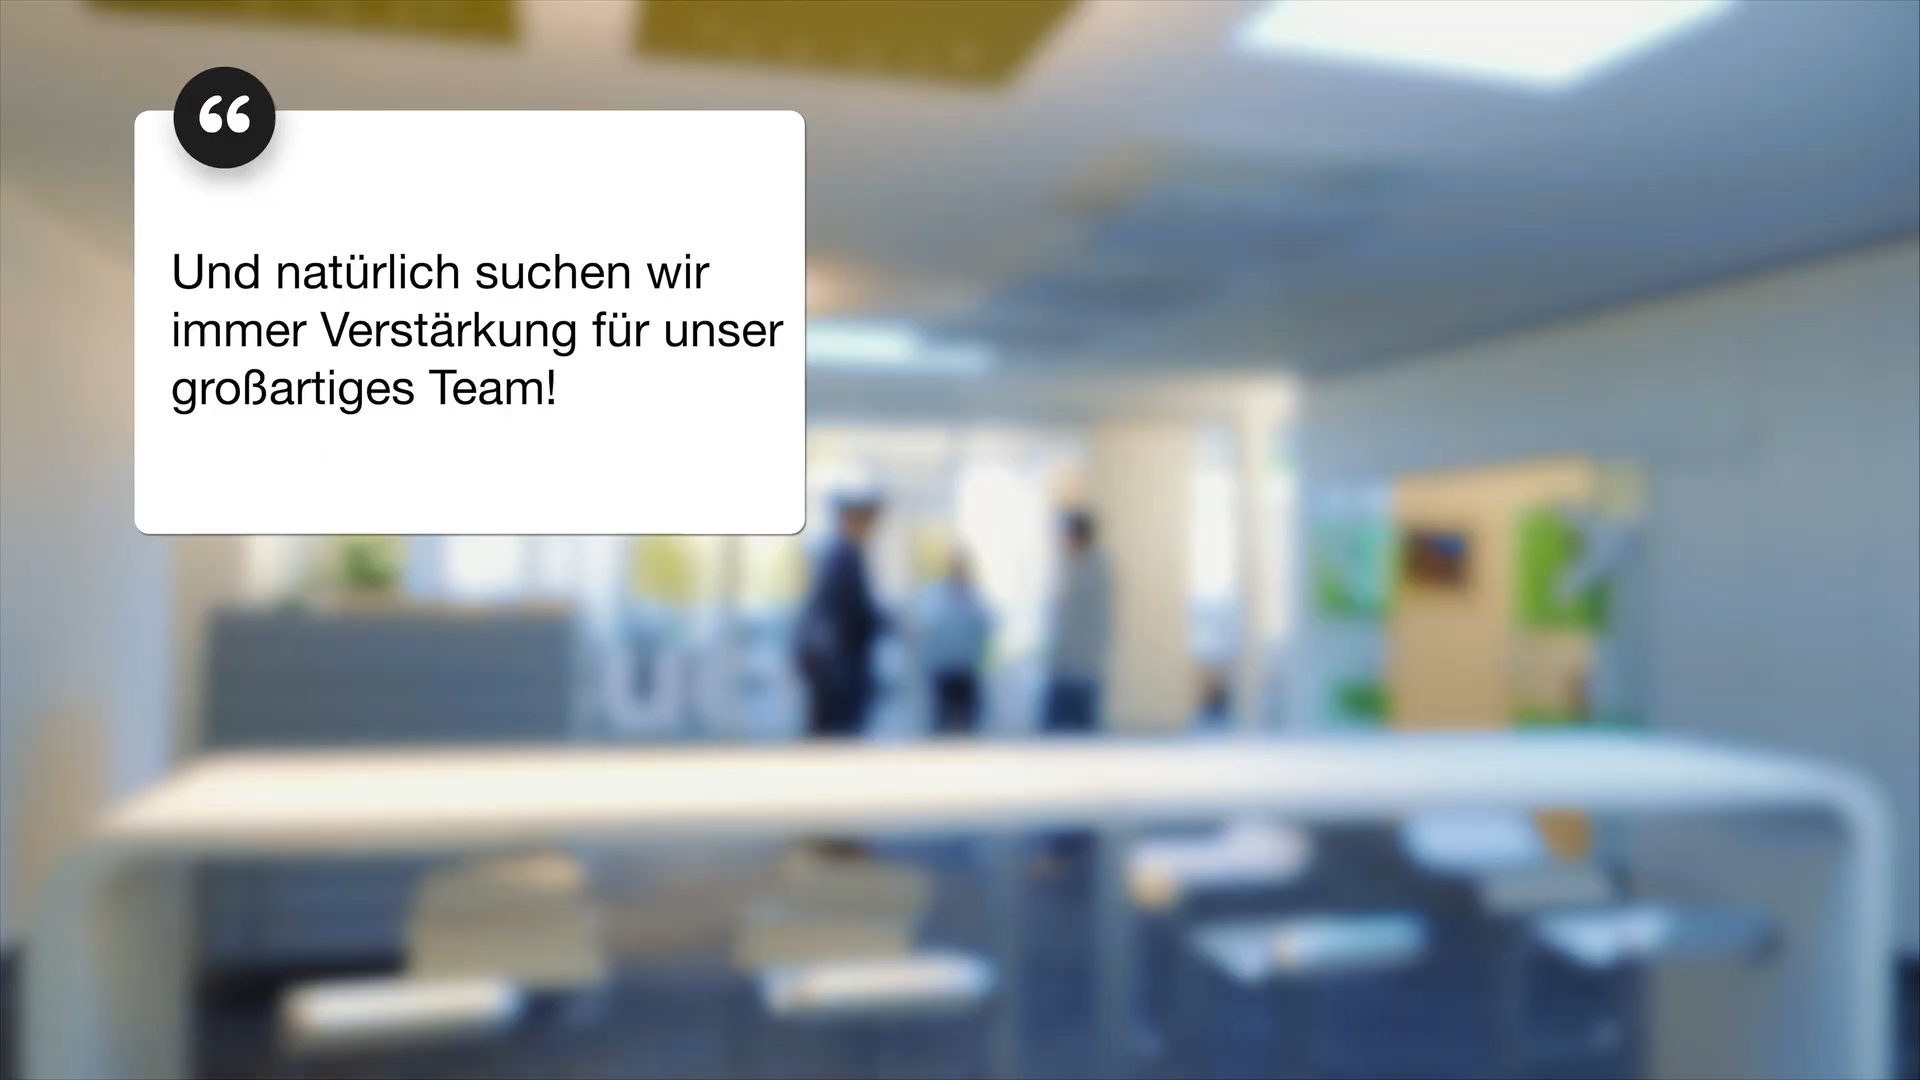 “
Und natürlich suchen wir
immer Verstärkung für unser
großartiges Team!